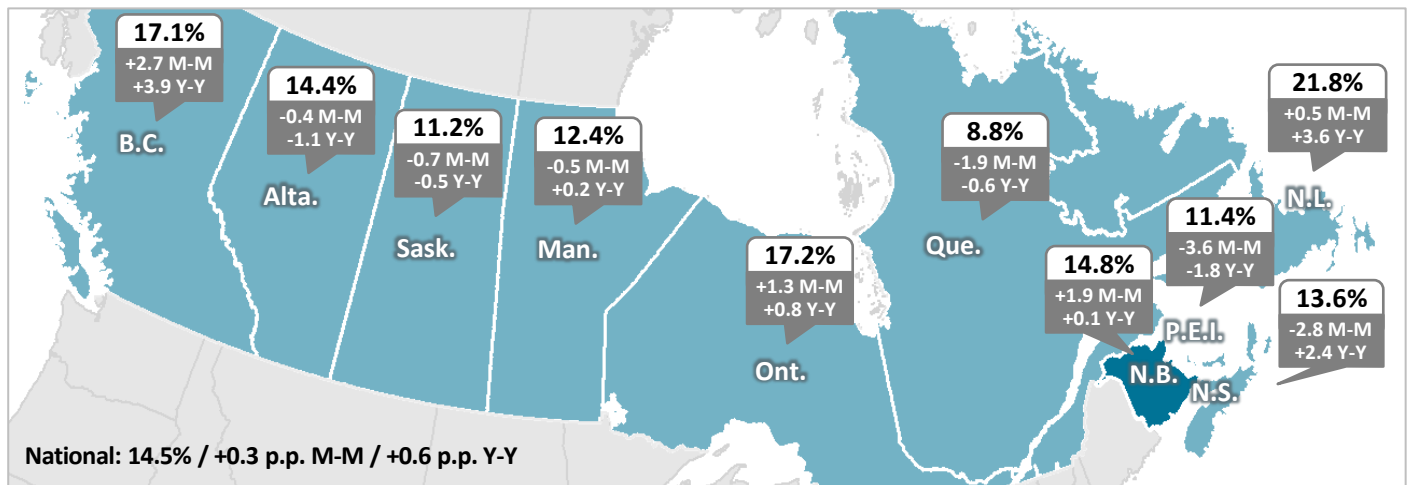 17.1%
+2.7 M-M
+3.9 Y-Y
B.C.
14.4%
-0.4 M-M
-1.1 Y-Y
Alta.
11.2%
-0.7 M-M
-0.5 Y-Y
Sask.
12.4%
-0.5 M-M
+0.2 Y-Y
Man.
17.2%
+1.3 M-M
+0.8 Y-Y
Ont.
8.8%
-1.9 M-M
-0.6 Y-Y
Que.
14.8%
+1.9 M-M
+0.1 Y-Y
N.B.
11.4%
-3.6 M-M
-1.8 Y-Y
P.E.I.
21.8%
+0.5 M-M
+3.6 Y-Y
N.L.
13.6%
-2.8 M-M
+2.4 Y-Y
N.S.
National: 14.5% / +0.3 p.p. M-M / +0.6 p.p. Y-Y